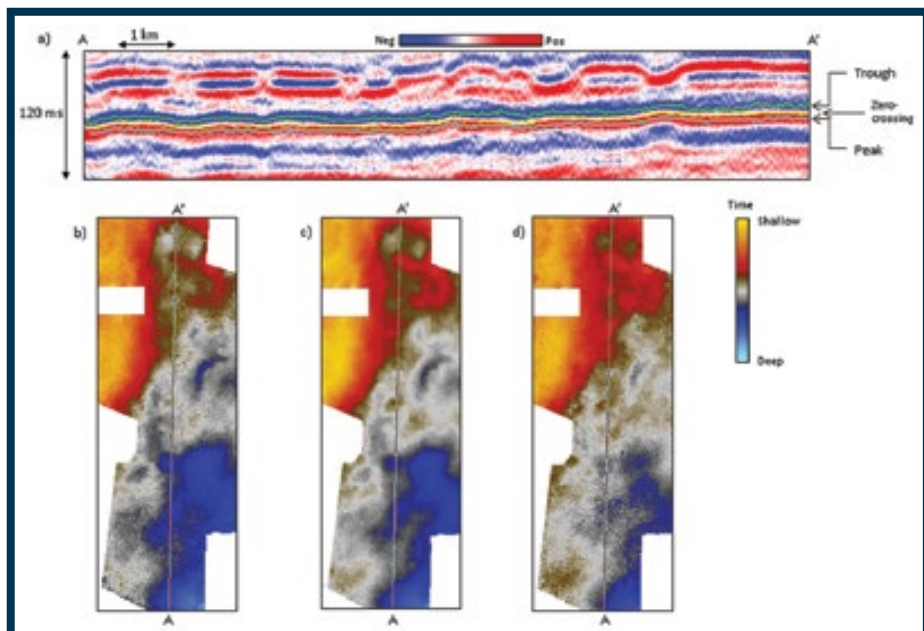 a) A 1 km Neg Pos A'
120 ms
Trough
Zero-
crossing
Peak
b) A' c) A' d) A' Time
Shallow
Deep
A A A